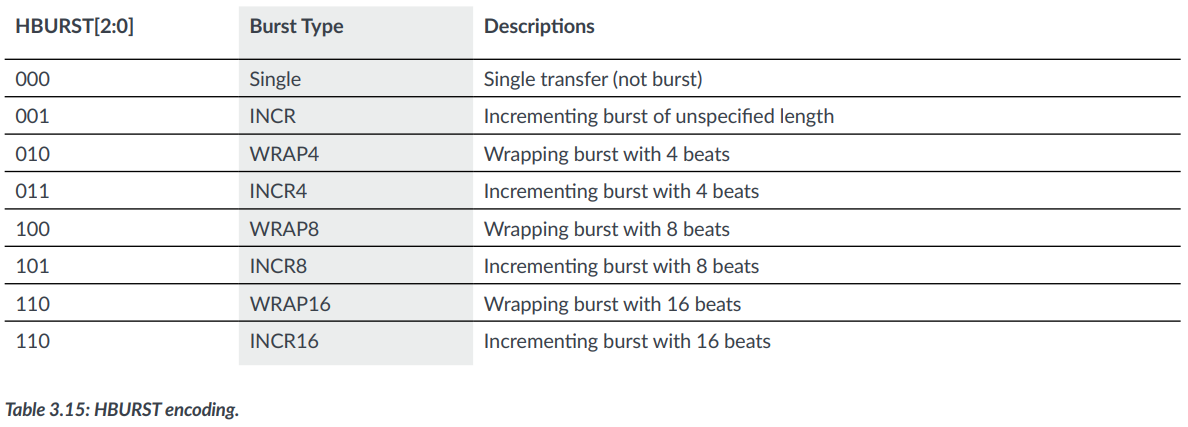 HBURST[2:0] Burst Type Descriptions
000 Single Single transfer (not burst)
001 INCR Incrementing burst of unspecified length
010 WRAP4 Wrapping burst with 4 beats
011 INCR4 Incrementing burst with 4 beats
100 WRAP8 Wrapping burst with 8 beats
101 INCR8 Incrementing burst with 8 beats
110 WRAP16 Wrapping burst with 16 beats
110 INCR16 Incrementing burst with 16 beats
Table 3.15: HBURST encoding.